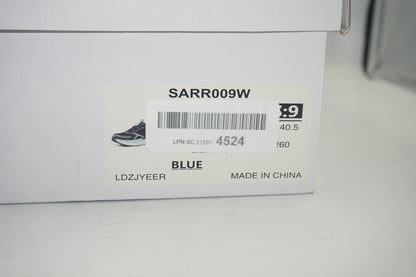 SARR009W
:9
40.5
LPN SC 21261 4524
260
BLUE
LDZJYEER MADE IN CHINA